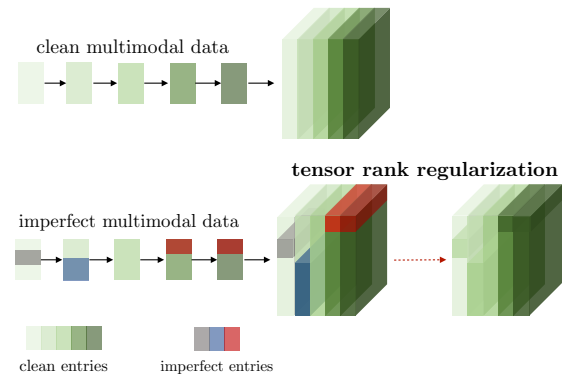 clean multimodal data
tensor rank regularization
imperfect multimodal data
clean entries
imperfect entries